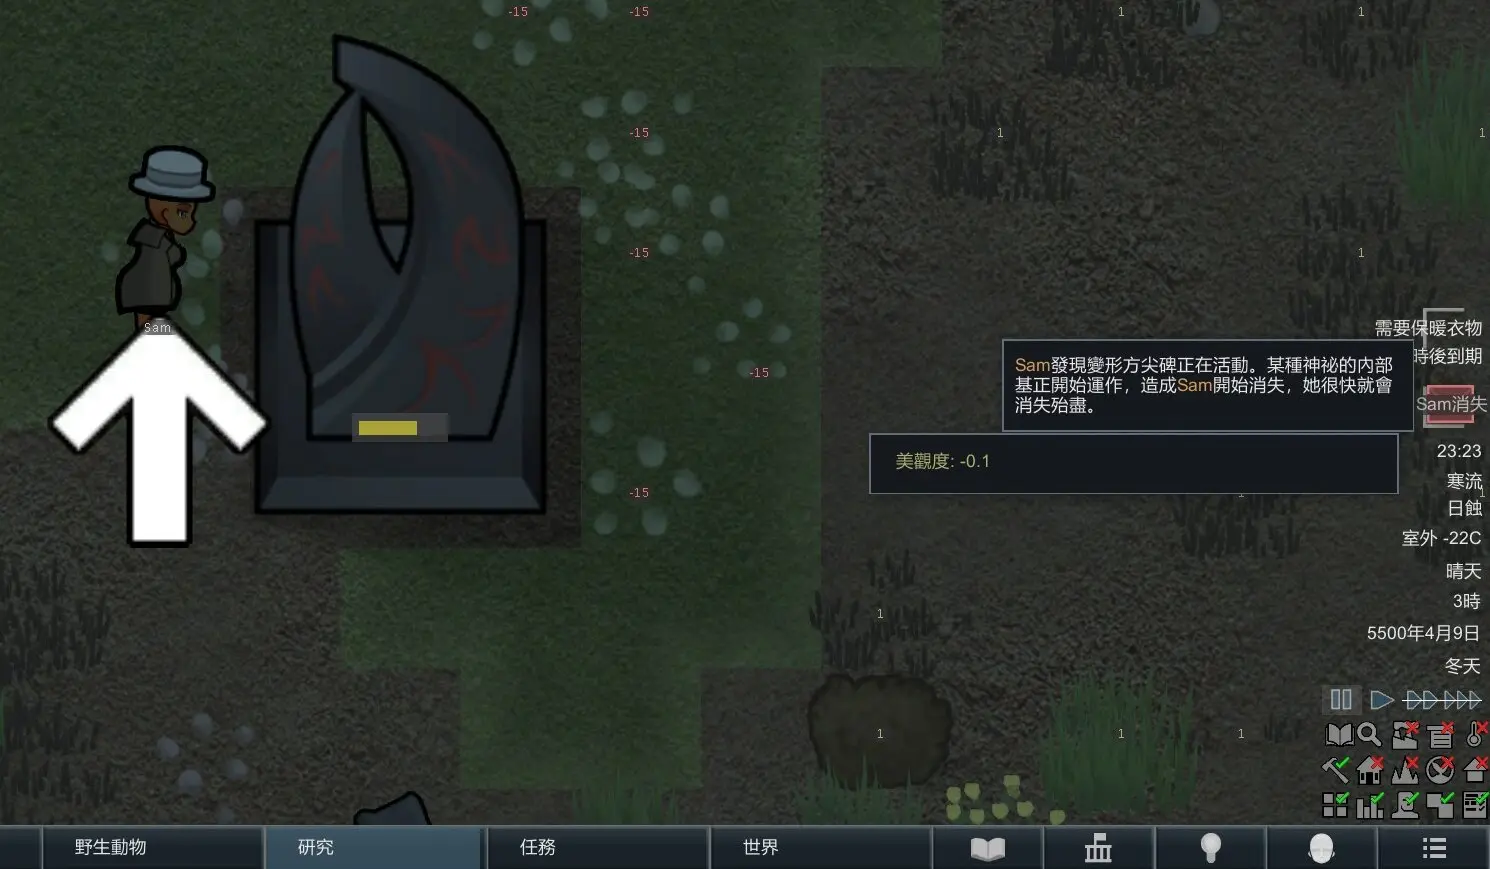 -15
-15
1
1
-15
1
1
-15
1
Sam
需要保暖衣物
時後到期
-15
Sam發現變形方尖碑正在活動。某種神祕的內部
基正開始運作，造成Sam開始消失，她很快就會
消失殆盡。
Sam消失
23:23
美觀度: -0.1
寒流
-15
1
1
日蝕
室外 -22C
晴天
3時
1
5500年4月9日
冬天
1
1
1
野生動物
研究
任務
世界